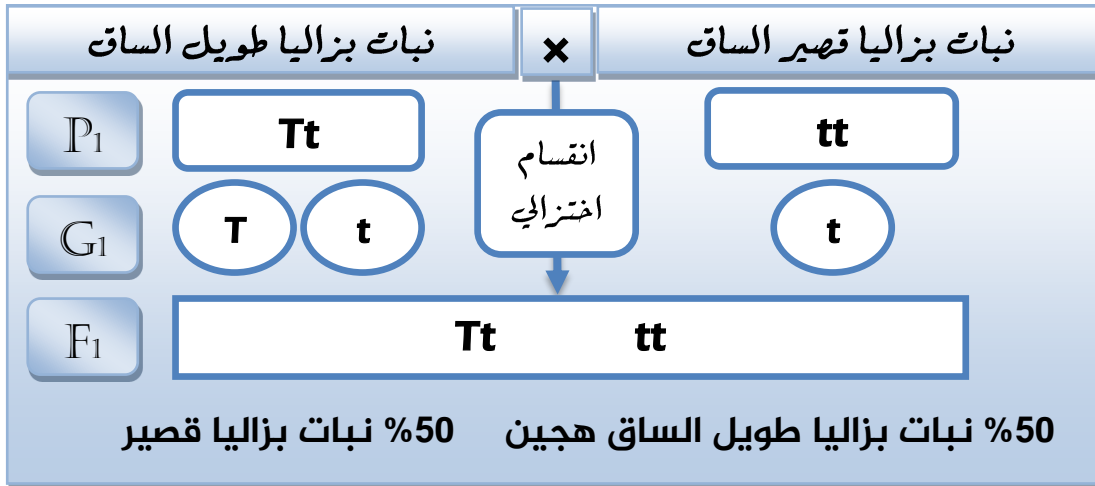 نبات بزاليا قصير الساق × نبات بزاليا طويل الساق
P1 Tt tt
انقسام
اختزالي
G1 T t t
F1 Tt tt
50% نبات بزاليا طويل الساق هجين 50% نبات بزاليا قصير